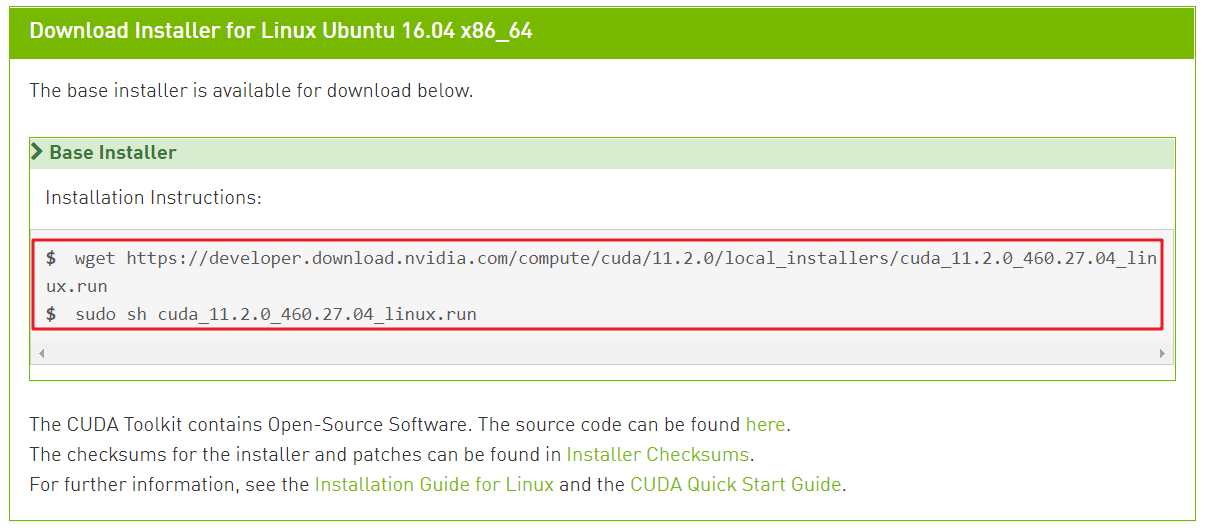 Download Installer for Linux Ubuntu 16.04 x86_64
The base installer is available for download below.
Base Installer
Installation Instructions:
$ wget https://developer.download.nvidia.com/compute/cuda/11.2.0/local_installers/cuda_11.2.0_460.27.04_lin
ux.run
$ sudo sh cuda_11.2.0_460.27.04_linux.run
The CUDA Toolkit contains Open-Source Software. The source code can be found here.
The checksums for the installer and patches can be found in Installer Checksums.
For further information, see the Installation Guide for Linux and the CUDA Quick Start Guide.